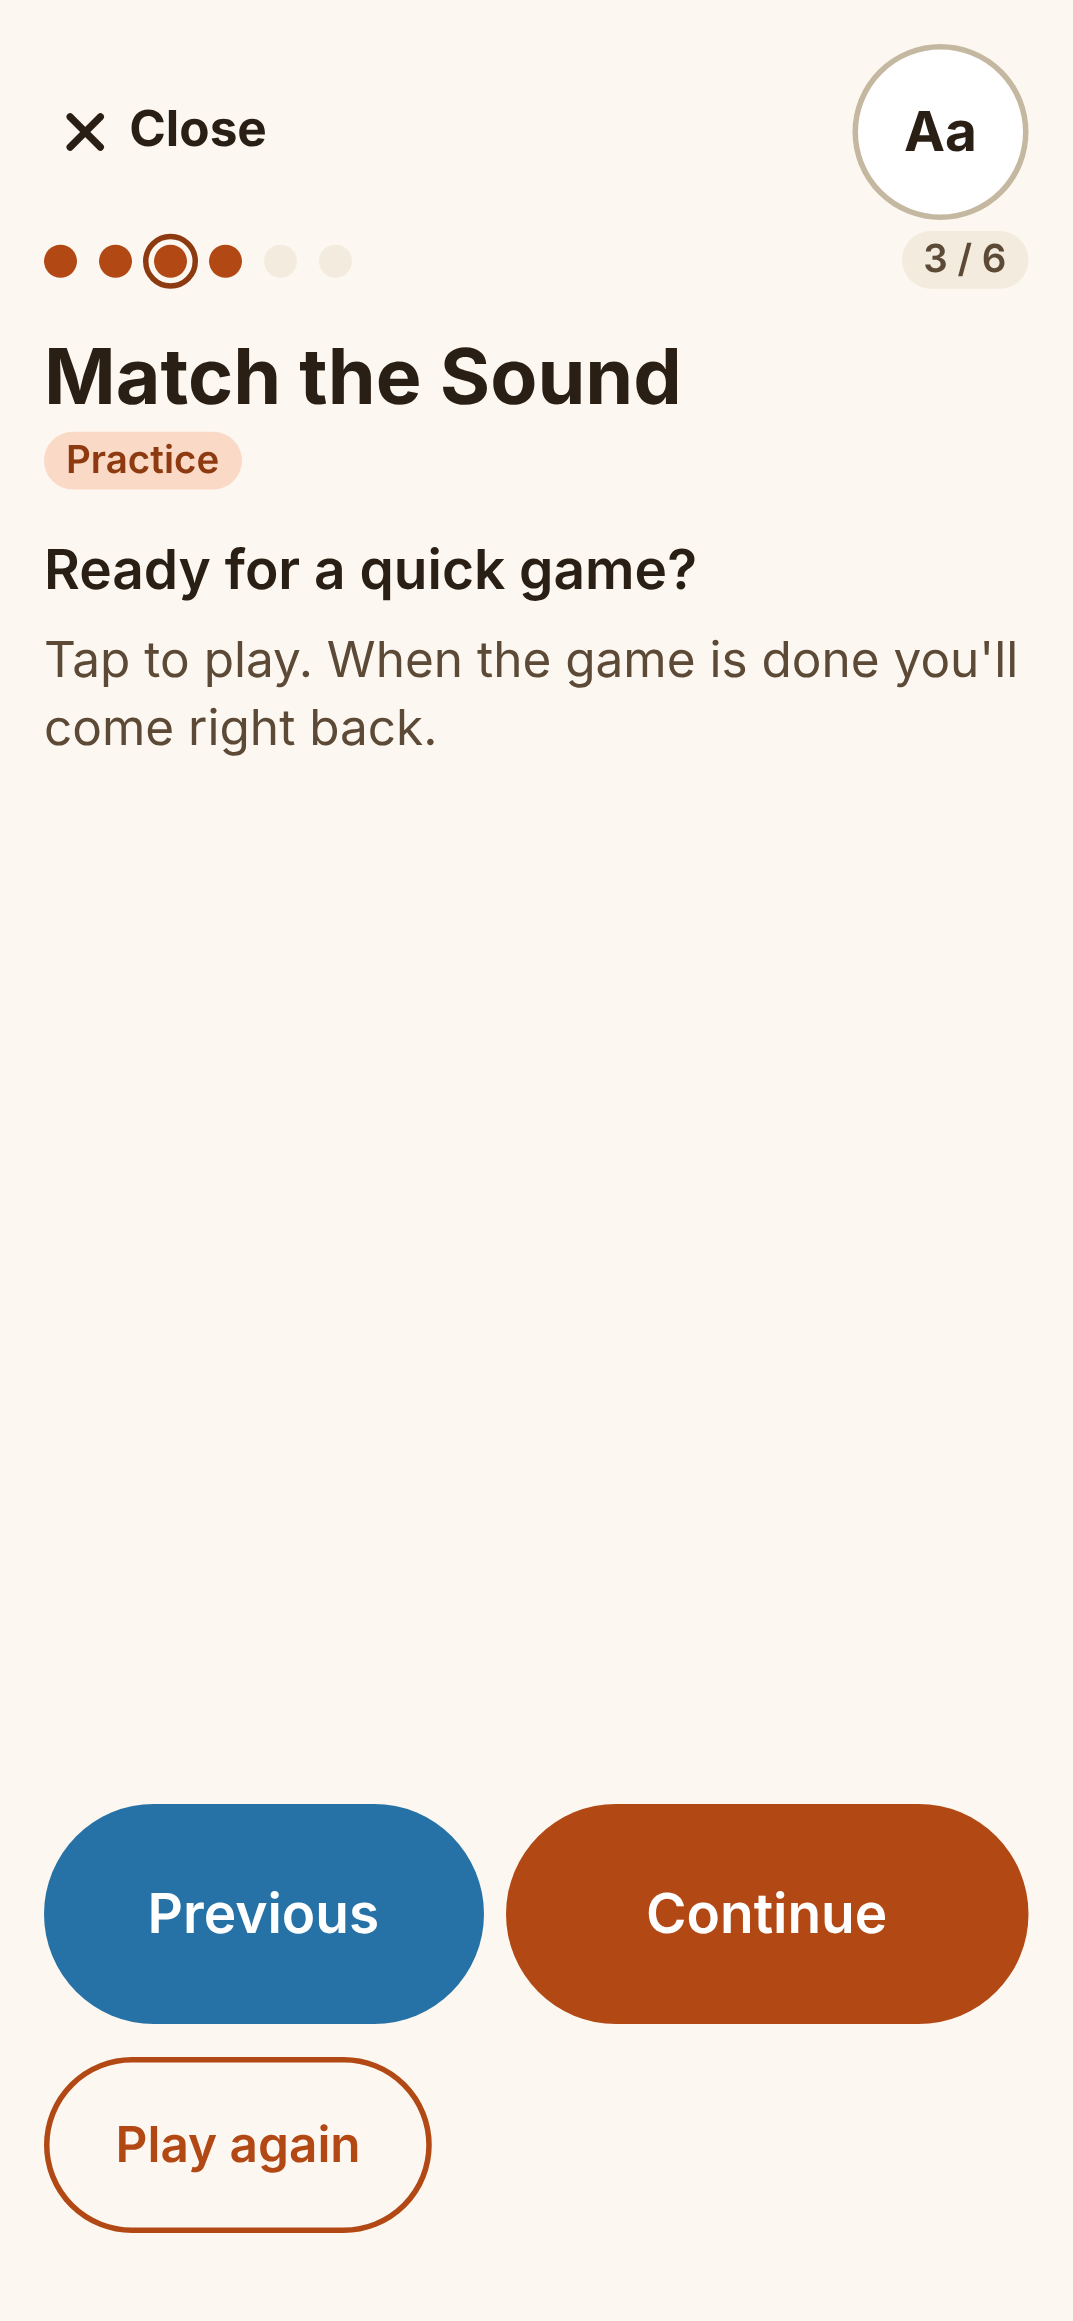 Close
Aa
3 / 6
Match the Sound
Practice
Ready for a quick game?
Tap to play. When the game is done you'll
come right back.
Previous
Continue
Play again